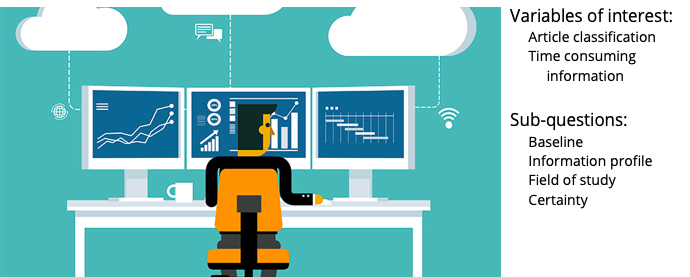 Variables of interest:
Article classification
Time consuming
information
Sub-questions:
Baseline
Information profile
Field of study
Certainty